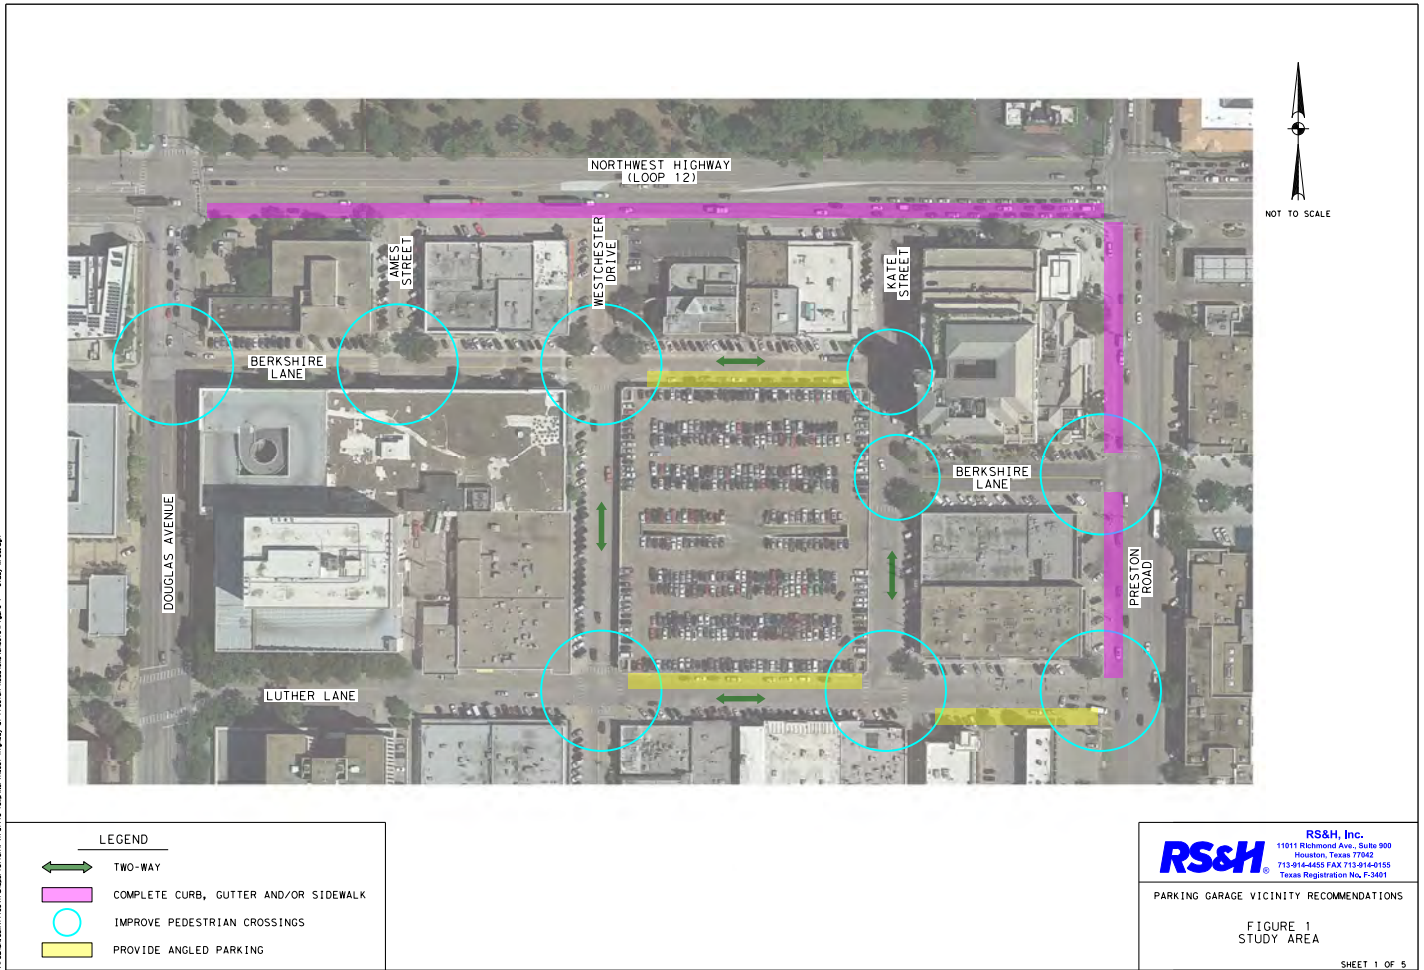 NORTHWEST HIGHWAY
(LOOP 12)
NOT TO SCALE
AMES
STREET
WESTCHESTER
DRIVE
KATE
STREET
BERKSHIRE
LANE
BERKSHIRE
LANE
DOUGLAS AVENUE
PRESTON
ROAD
LUTHER LANE
LEGEND
TWO-WAY
COMPLETE CURB, GUTTER AND/OR SIDEWALK
IMPROVE PEDESTRIAN CROSSINGS
PROVIDE ANGLED PARKING
RS&H®
RS&H, Inc.
11011 Richmond Ave., Suite 900
Houston, Texas 77042
713-914-4455 FAX 713-914-0155
Texas Registration No. F-3401
PARKING GARAGE VICINITY RECOMMENDATIONS
FIGURE 1
STUDY AREA
SHEET 1 OF 5